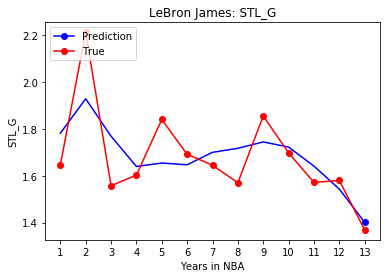 LeBron James: STL_G
Prediction
True
2.2
2.0
1.8
1.6
1.4
STL_G
1 2 3 4 5 6 7 8 9 10 11 12 13
Years in NBA